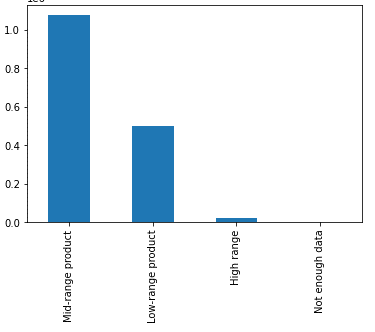 1e6
1.0
0.8
0.6
0.4
0.2
0.0
Mid-range product
Low-range product
High range
Not enough data